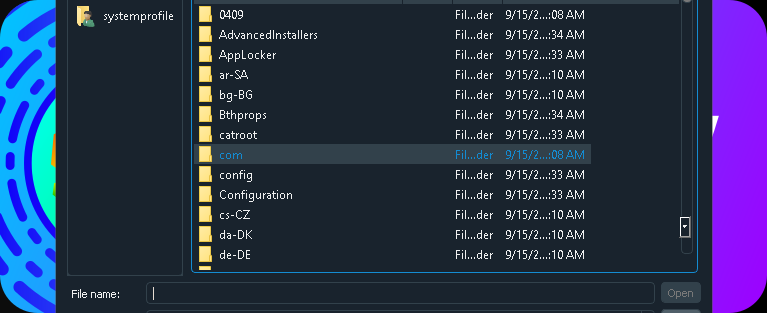 systemprofile
0409 Fil...der 9/15/2...:08 AM
AdvancedInstallers Fil...der 9/15/2...:34 AM
AppLocker Fil...der 9/15/2...:33 AM
ar-SA Fil...der 9/15/2...:10 AM
bg-BG Fil...der 9/15/2...:10 AM
Bthprops Fil...der 9/15/2...:34 AM
catroot Fil...der 9/15/2...:33 AM
com Fil...der 9/15/2...:08 AM
config Fil...der 9/15/2...:33 AM
Configuration Fil...der 9/15/2...:33 AM
cs-CZ Fil...der 9/15/2...:10 AM
da-DK Fil...der 9/15/2...:10 AM
de-DE Fil...der 9/15/2...:10 AM
File name: Open